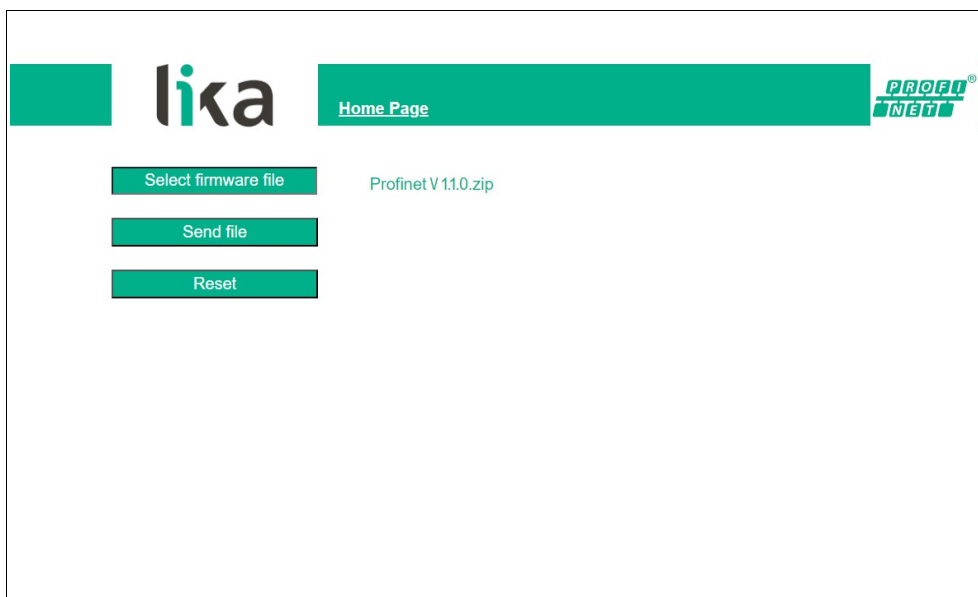 lika
Home Page
PROFI®
NET
Select firmware file
Profinet V 1.1.0.zip
Send file
Reset